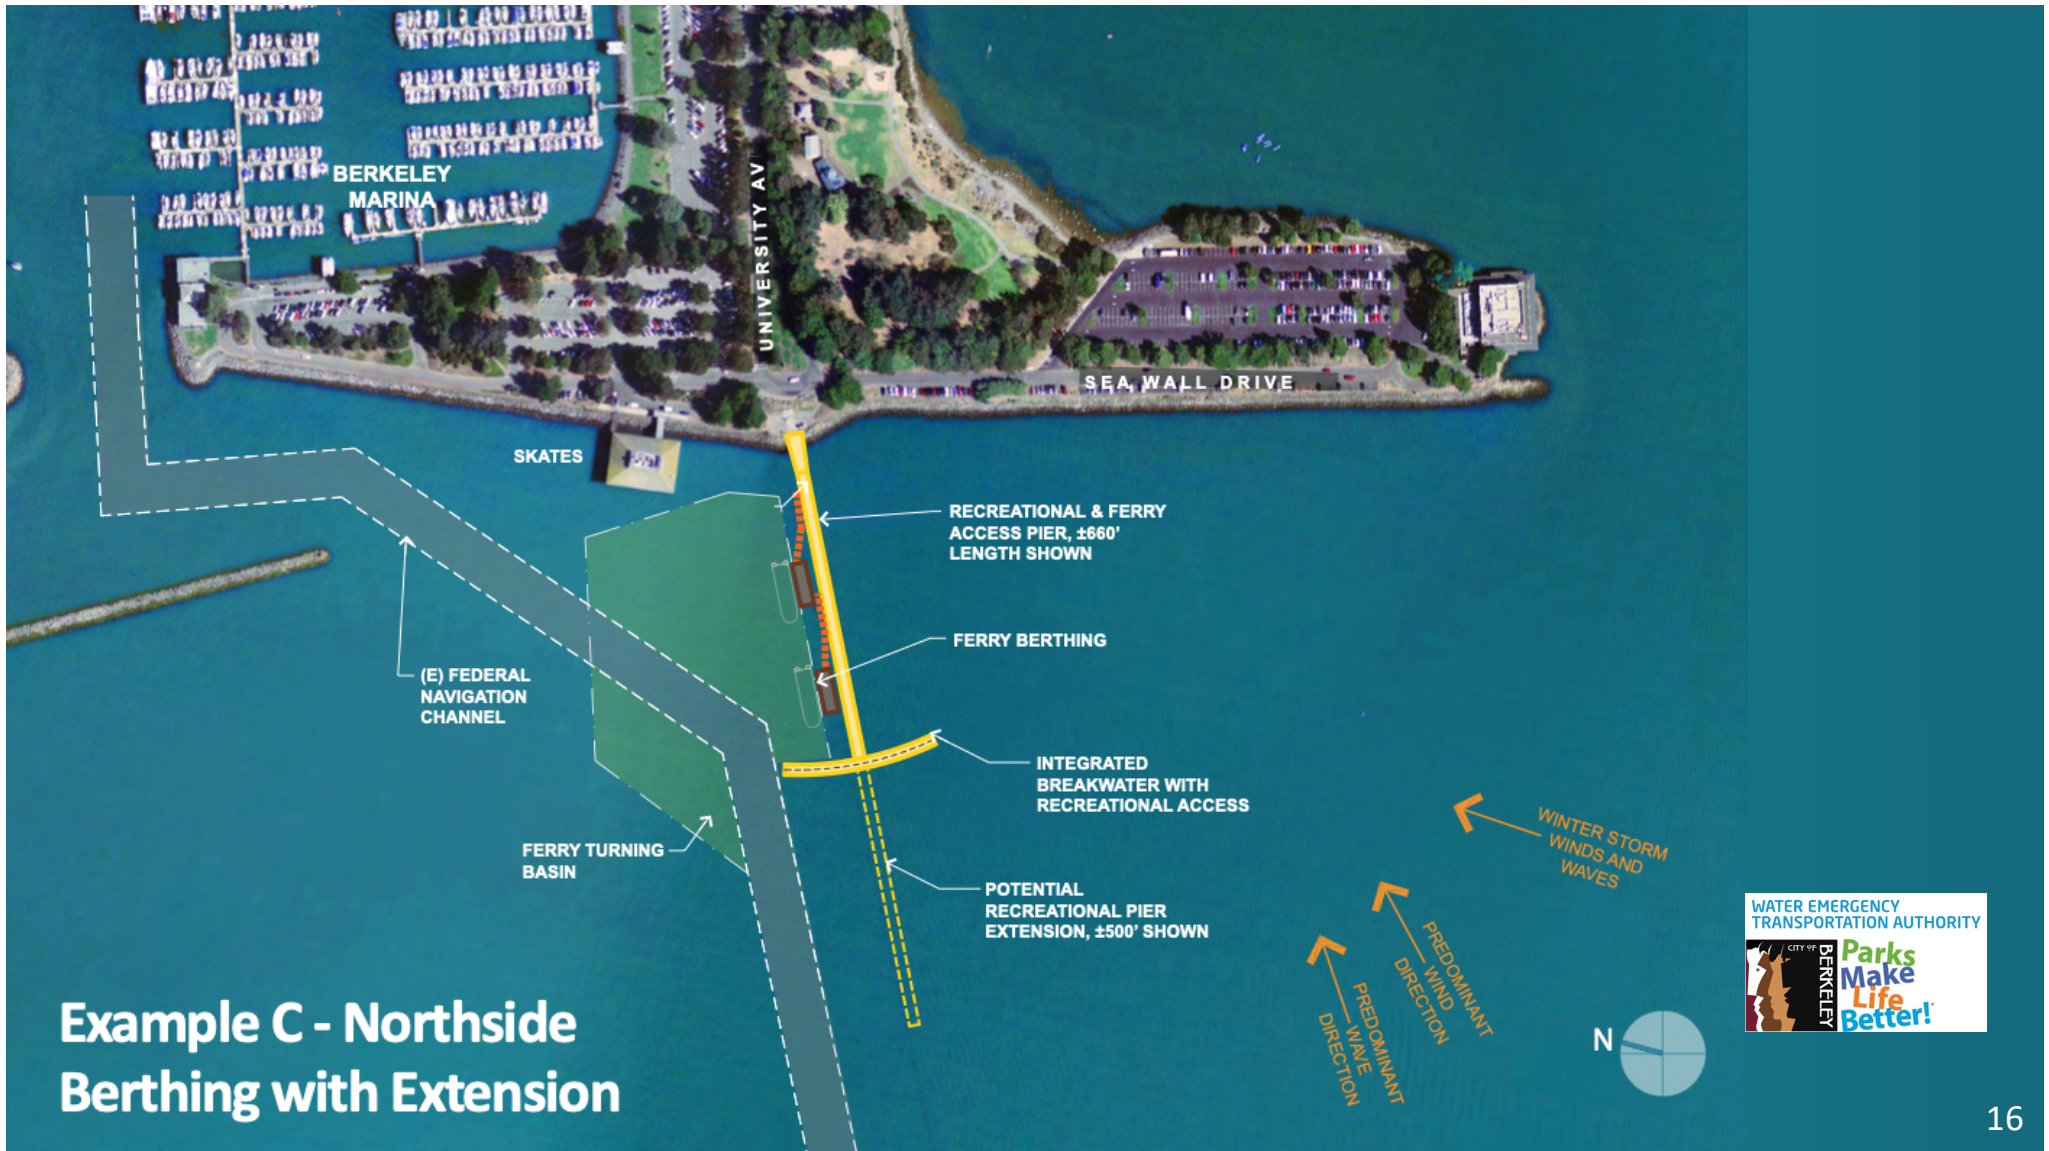 BERKELEY
MARINA
UNIVERSITY AV
SEA WALL DRIVE
SKATES
RECREATIONAL & FERRY
ACCESS PIER, ±660’
LENGTH SHOWN
FERRY BERTHING
(E) FEDERAL
NAVIGATION
CHANNEL
INTEGRATED
BREAKWATER WITH
RECREATIONAL ACCESS
FERRY TURNING
BASIN
POTENTIAL
RECREATIONAL PIER
EXTENSION, ±500’ SHOWN
WINTER STORM
WINDS AND
WAVES
PREDOMINANT
WIND
DIRECTION
PREDOMINANT
WAVE
DIRECTION
N
WATER EMERGENCY
TRANSPORTATION AUTHORITY
CITY OF
BERKELEY
Parks
Make
Life
Better!
Example C - Northside
Berthing with Extension
16